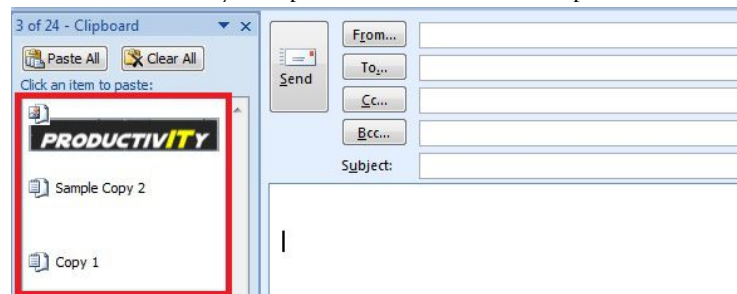 3 of 24 - Clipboard
Paste All Clear All
Click an item to paste:
PRODUCTIVITY
Sample Copy 2
Copy 1
Send
From...
To...
Cc...
Bcc...
Subject: